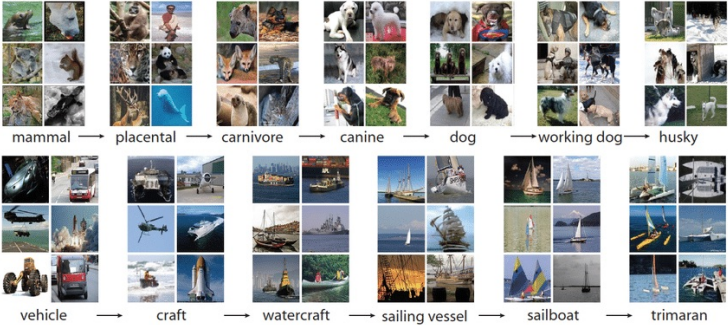 mammal → placental → carnivore → canine → dog → working dog → husky
vehicle → craft → watercraft → sailing vessel → sailboat → trimaran